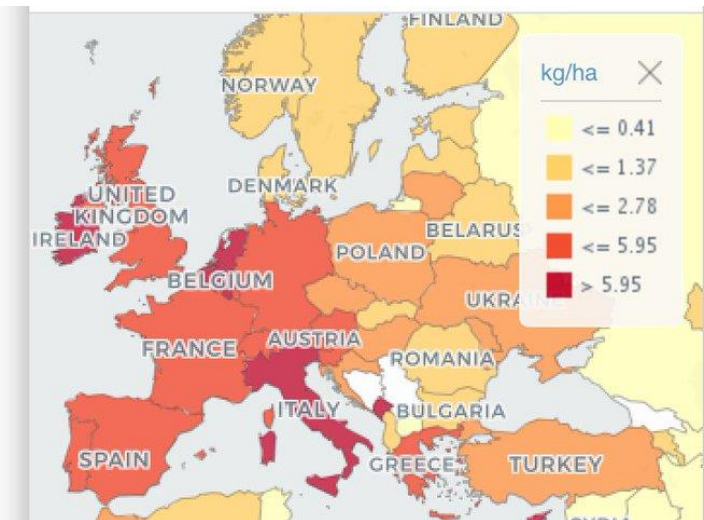 FINLAND
kg/ha
NORWAY
<= 0.41
<= 1.37
<= 2.78
<= 5.95
> 5.95
DENMARK
UNITED
KINGDOM
IRELAND
BELARUS
POLAND
BELGIUM
UKRAINE
FRANCE
AUSTRIA
ROMANIA
ITALY
BULGARIA
SPAIN
GREECE
TURKEY
SYRIA